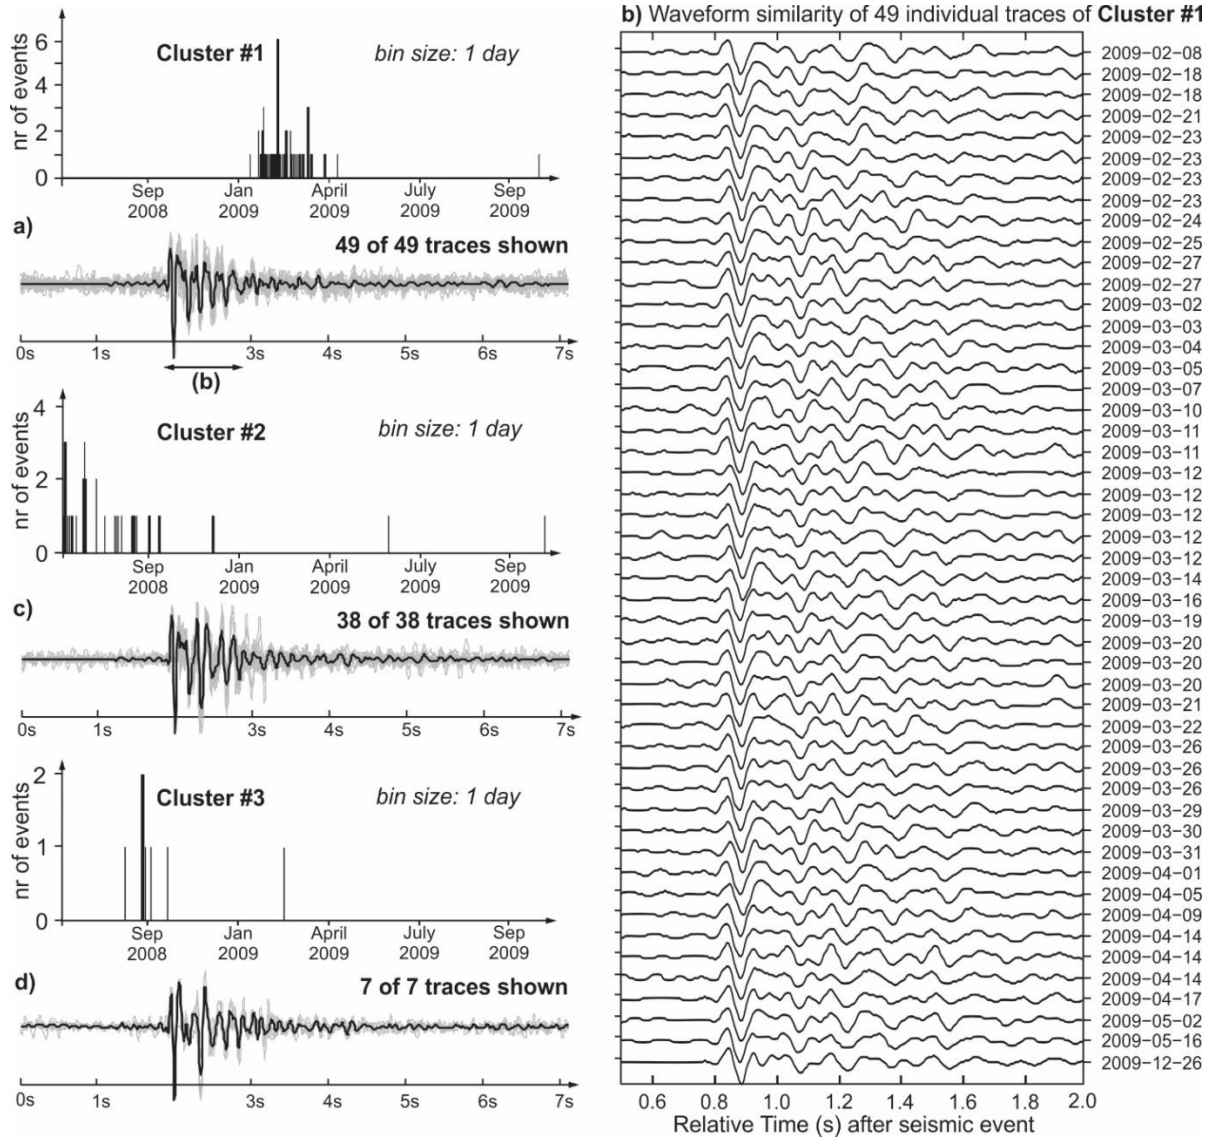 6
4
2
0
nr of events
Cluster #1
bin size: 1 day
Sep
2008
Jan
2009
April
2009
July
2009
Sep
2009
a)
49 of 49 traces shown
0s 1s 3s 4s 5s 6s 7s
(b)
4
2
0
nr of events
Cluster #2
bin size: 1 day
Sep
2008
Jan
2009
April
2009
July
2009
Sep
2009
c)
38 of 38 traces shown
0s 1s 3s 4s 5s 6s 7s
2
1
0
nr of events
Cluster #3
bin size: 1 day
Sep
2008
Jan
2009
April
2009
July
2009
Sep
2009
d)
7 of 7 traces shown
0s 1s 3s 4s 5s 6s 7s
b) Waveform similarity of 49 individual traces of Cluster #1
2009-02-08
2009-02-18
2009-02-18
2009-02-21
2009-02-23
2009-02-23
2009-02-23
2009-02-23
2009-02-24
2009-02-25
2009-02-27
2009-02-27
2009-03-02
2009-03-03
2009-03-04
2009-03-05
2009-03-07
2009-03-10
2009-03-11
2009-03-11
2009-03-12
2009-03-12
2009-03-12
2009-03-12
2009-03-12
2009-03-14
2009-03-16
2009-03-19
2009-03-20
2009-03-20
2009-03-20
2009-03-21
2009-03-22
2009-03-26
2009-03-26
2009-03-26
2009-03-29
2009-03-30
2009-03-31
2009-04-01
2009-04-05
2009-04-09
2009-04-14
2009-04-14
2009-04-14
2009-04-17
2009-05-02
2009-05-16
2009-12-26
0.6 0.8 1.0 1.2 1.4 1.6 1.8 2.0
Relative Time (s) after seismic event